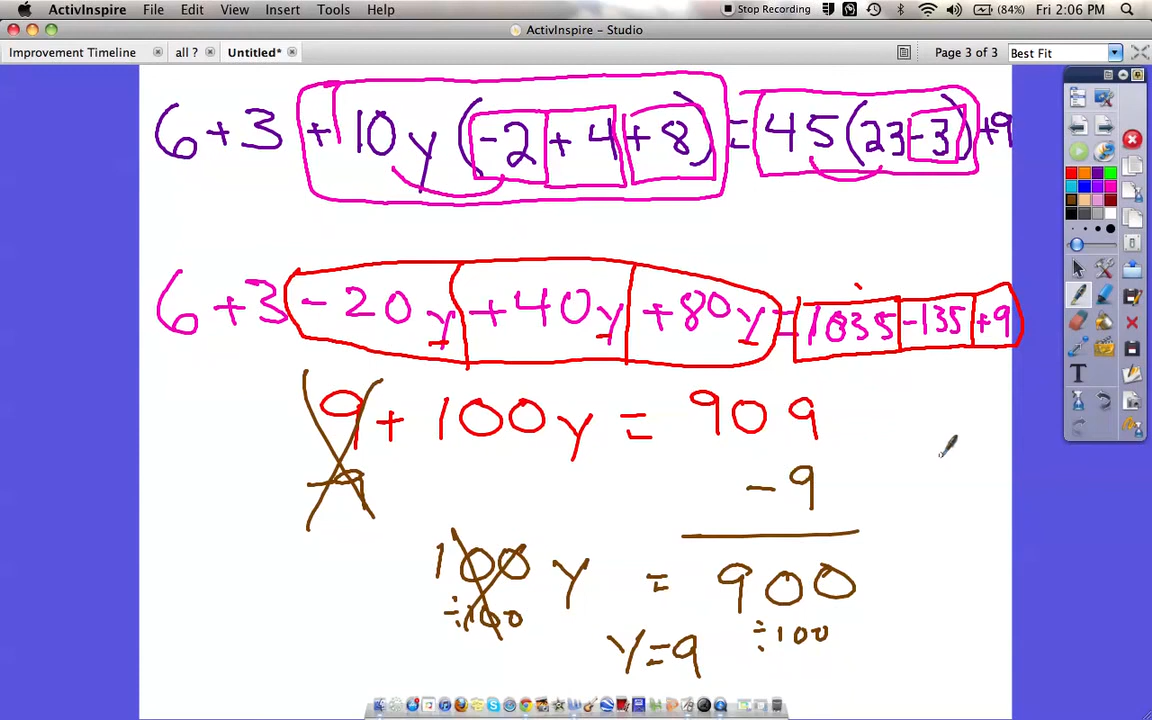 ActivInspire File Edit View Insert Tools Help Stop Recording (84%) Fri 2:06 PM
ActivInspire - Studio
Improvement Timeline all ? Untitled* Page 3 of 3 Best Fit
6+3+10y(-2+4+8)=45(23-3)+9
6+3-20y+40y+80y=1035-135+9
9+100y=909
-9 -9
100y = 900
÷100 ÷100
y=9
T